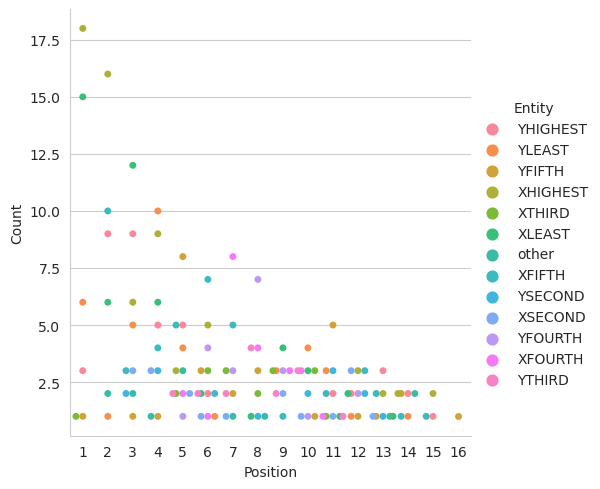 17.5
15.0
12.5
10.0
7.5
5.0
2.5
Count
1 2 3 4 5 6 7 8 9 10 11 12 13 14 15 16
Position
Entity
YHIGHEST
YLEAST
YFIFTH
XHIGHEST
XTHIRD
XLEAST
other
XFIFTH
YSECOND
XSECOND
YFOURTH
XFOURTH
YTHIRD